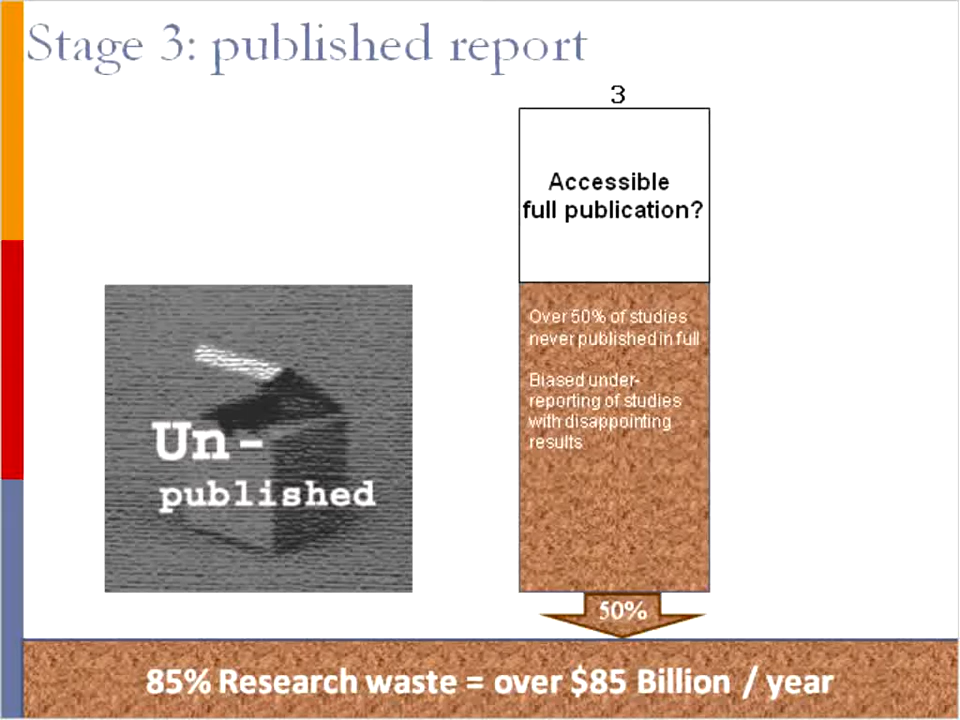 Stage 3: published report
3
Accessible
full publication?
Over 50% of studies
never published in full
Biased under-
reporting of studies
with disappointing
results
Un-
published
50%
85% Research waste = over $85 Billion / year